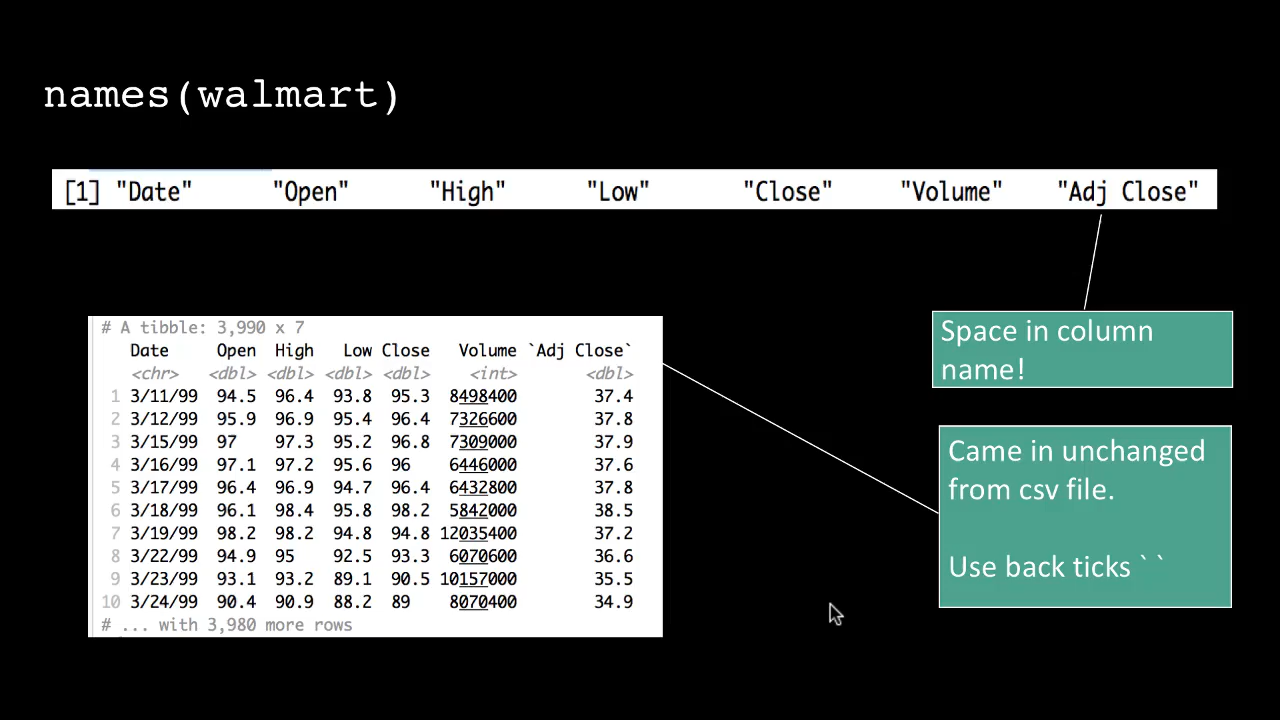 names(walmart)
[1] "Date" "Open" "High" "Low" "Close" "Volume" "Adj Close"
Space in column
name!
# A tibble: 3,990 x 7
Date Open High Low Close Volume `Adj Close`
<chr> <dbl> <dbl> <dbl> <dbl> <int> <dbl>
1 3/11/99 94.5 96.4 93.8 95.3 8498400 37.4
2 3/12/99 95.9 96.9 95.4 96.4 7326600 37.8
3 3/15/99 97 97.3 95.2 96.8 7309000 37.9
4 3/16/99 97.1 97.2 95.6 96 6446000 37.6
5 3/17/99 96.4 96.9 94.7 96.4 6432800 37.8
6 3/18/99 96.1 98.4 95.8 98.2 5842000 38.5
7 3/19/99 98.2 98.2 94.8 94.8 12035400 37.2
8 3/22/99 94.9 95 92.5 93.3 6070600 36.6
9 3/23/99 93.1 93.2 89.1 90.5 10157000 35.5
10 3/24/99 90.4 90.9 88.2 89 8070400 34.9
# ... with 3,980 more rows
Came in unchanged
from csv file.
Use back ticks ` `